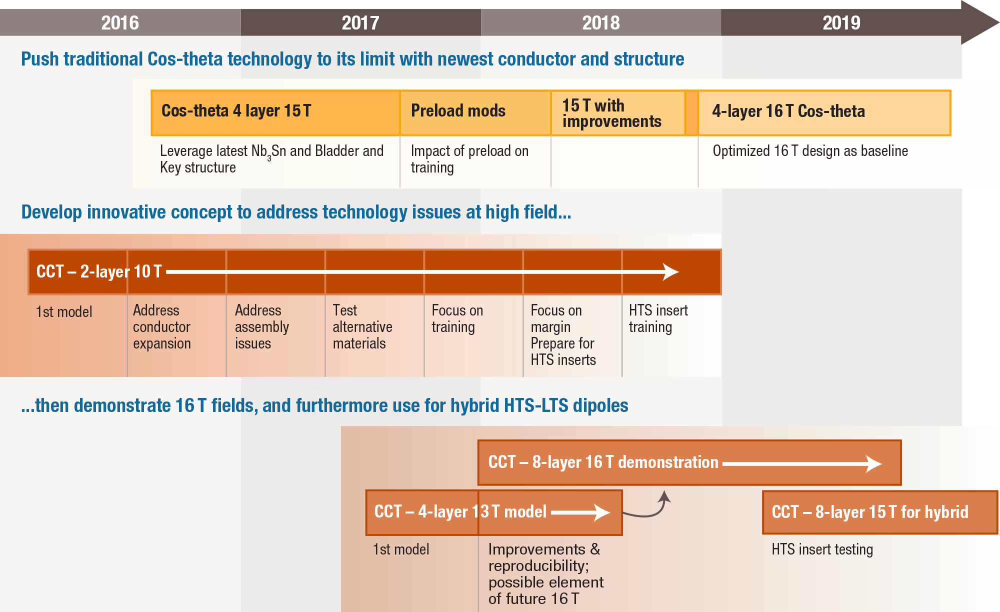 2016 2017 2018 2019
Push traditional Cos-theta technology to its limit with newest conductor and structure
Cos-theta 4 layer 15 T
Preload mods
15 T with
improvements
4-layer 16 T Cos-theta
Leverage latest Nb₃Sn and Bladder and
Key structure
Impact of preload on
training
Optimized 16 T design as baseline
Develop innovative concept to address technology issues at high field...
CCT – 2-layer 10 T
1st model
Address
conductor
expansion
Address
assembly
issues
Test
alternative
materials
Focus on
training
Focus on
margin
Prepare for
HTS inserts
HTS insert
training
...then demonstrate 16 T fields, and furthermore use for hybrid HTS-LTS dipoles
CCT – 8-layer 16 T demonstration
CCT – 4-layer 13 T model
CCT – 8-layer 15 T for hybrid
1st model
Improvements &
reproducibility;
possible element
of future 16 T
HTS insert testing